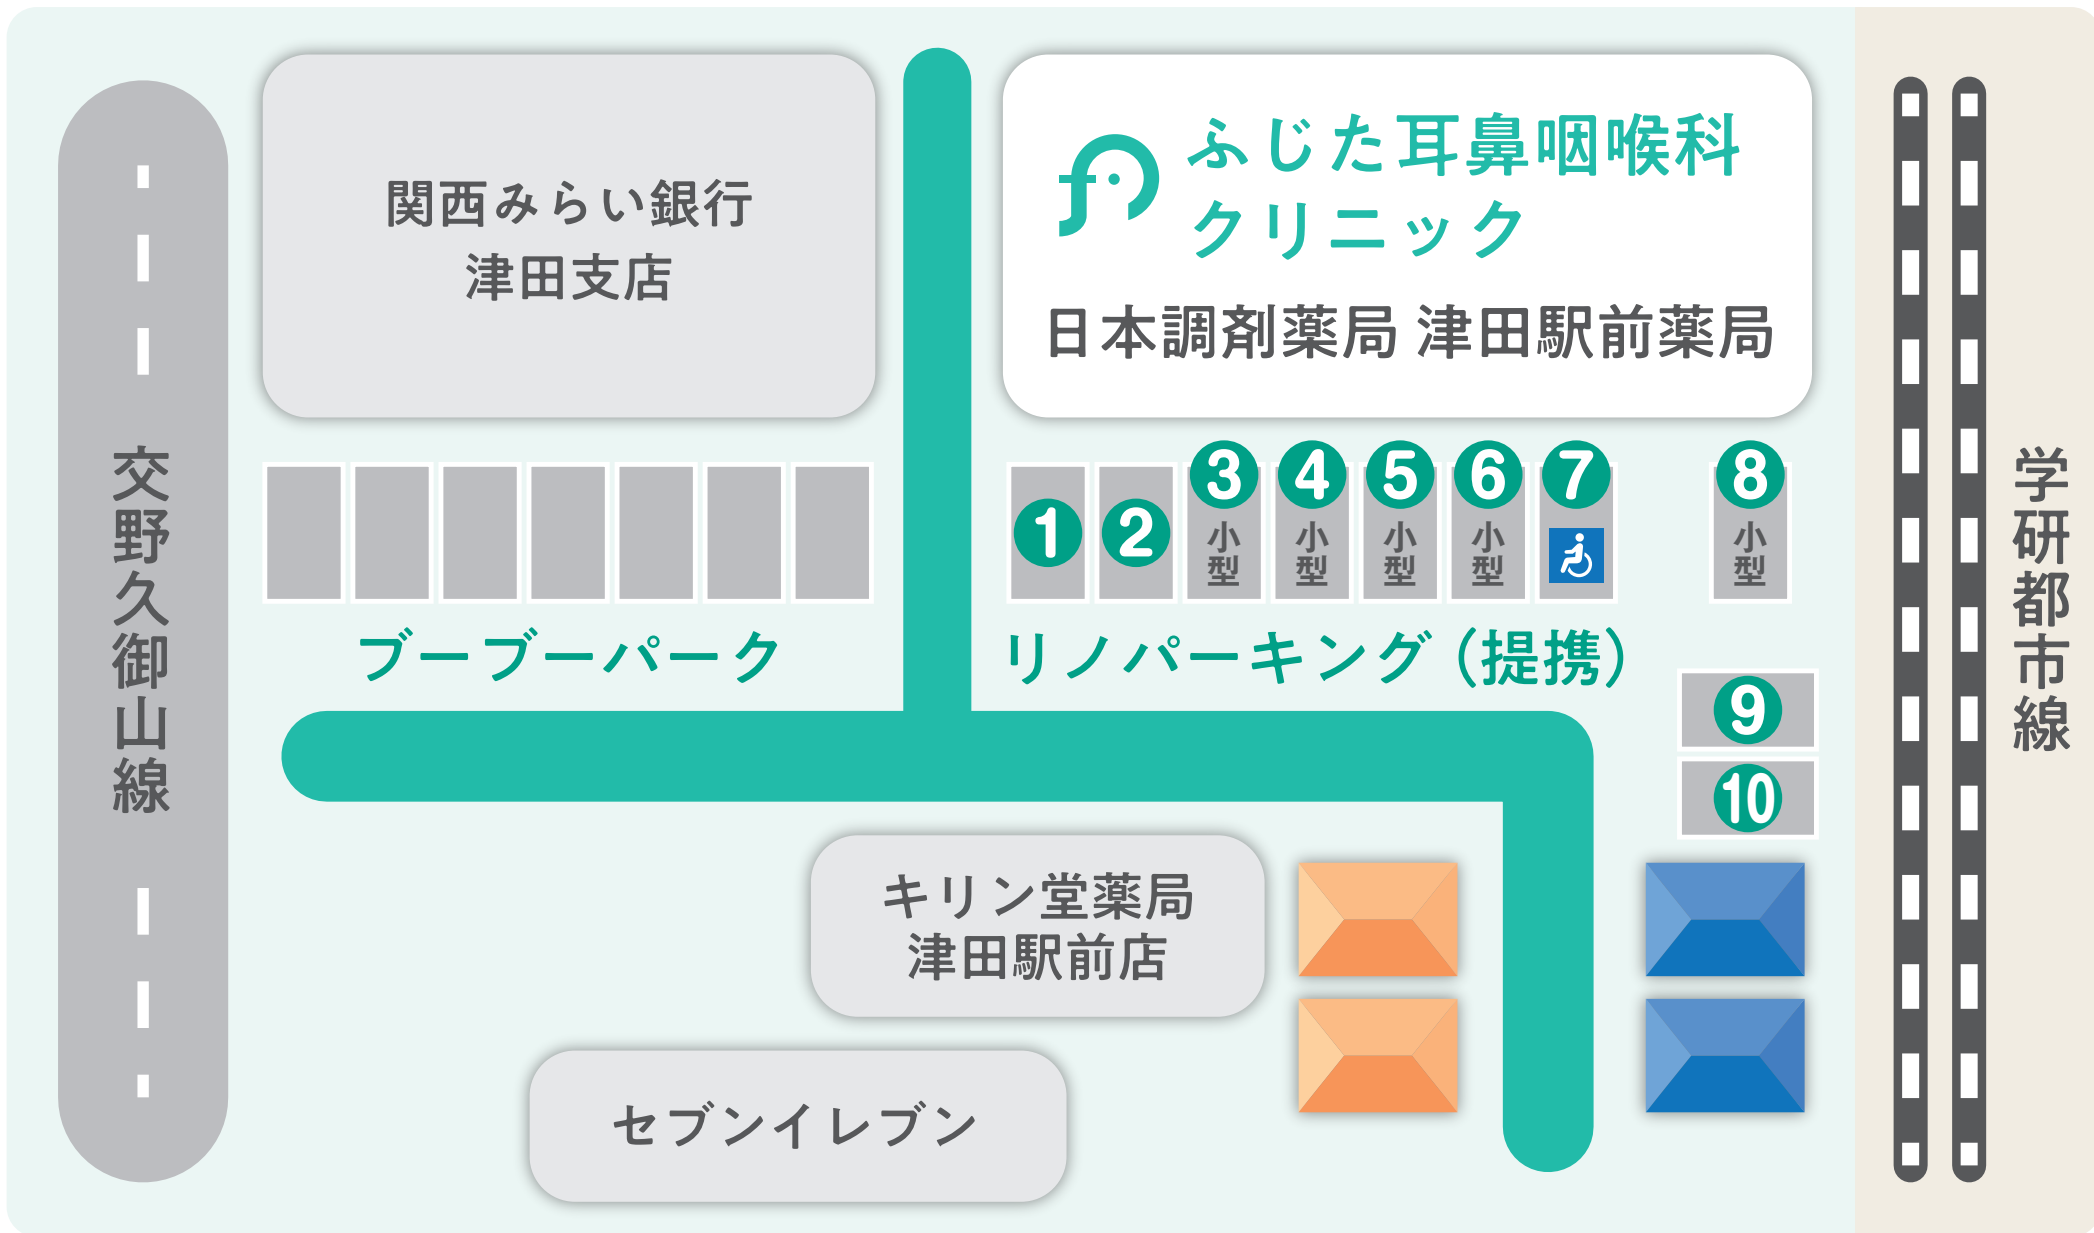 関西みらい銀行
津田支店
ふじた耳鼻咽喉科
クリニック
日本調剤薬局 津田駅前薬局
交野久御山線
学研都市線
1
2
3
小型
4
小型
5
小型
6
小型
7
8
小型
ブーブーパーク
リノパーキング(提携)
9
10
キリン堂薬局
津田駅前店
セブンイレブン